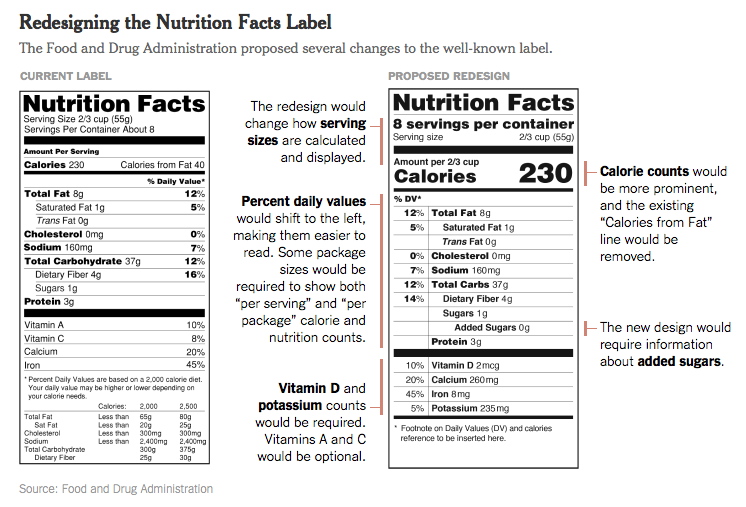 Redesigning the Nutrition Facts Label
The Food and Drug Administration proposed several changes to the well-known label.
CURRENT LABEL
Nutrition Facts
Serving Size 2/3 cup (55g)
Servings Per Container About 8
Amount Per Serving
Calories 230 Calories from Fat 40
% Daily Value*
Total Fat 8g 12%
Saturated Fat 1g 5%
Trans Fat 0g
Cholesterol 0mg 0%
Sodium 160mg 7%
Total Carbohydrate 37g 12%
Dietary Fiber 4g 16%
Sugars 1g
Protein 3g
Vitamin A 10%
Vitamin C 8%
Calcium 20%
Iron 45%
* Percent Daily Values are based on a 2,000 calorie diet.
Your daily value may be higher or lower depending on
your calorie needs.
Calories: 2,000 2,500
Total Fat Less than 65g 80g
Sat Fat Less than 20g 25g
Cholesterol Less than 300mg 300mg
Sodium Less than 2,400mg 2,400mg
Total Carbohydrate 300g 375g
Dietary Fiber 25g 30g
The redesign would
change how serving
sizes are calculated
and displayed.
Percent daily values
would shift to the left,
making them easier to
read. Some package
sizes would be
required to show both
“per serving” and “per
package” calorie and
nutrition counts.
Vitamin D and
potassium counts
would be required.
Vitamins A and C
would be optional.
PROPOSED REDESIGN
Nutrition Facts
8 servings per container
Serving size 2/3 cup (55g)
Amount per 2/3 cup
Calories 230
% DV*
12% Total Fat 8g
5% Saturated Fat 1g
Trans Fat 0g
0% Cholesterol 0mg
7% Sodium 160mg
12% Total Carbs 37g
14% Dietary Fiber 4g
Sugars 1g
Added Sugars 0g
Protein 3g
10% Vitamin D 2mcg
20% Calcium 260mg
45% Iron 8mg
5% Potassium 235mg
* Footnote on Daily Values (DV) and calories
reference to be inserted here.
Calorie counts would
be more prominent,
and the existing
“Calories from Fat”
line would be
removed.
The new design would
require information
about added sugars.
Source: Food and Drug Administration